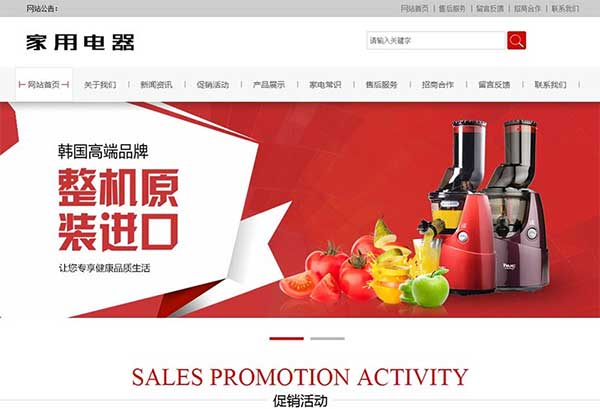 网站公告：
网站首页 | 售后服务 | 留言反馈 | 招商合作 | 联系我们
家用电器
请输入关键字
网站首页 | 关于我们 | 新闻资讯 | 促销活动 | 产品展示 | 家电常识 | 售后服务 | 招商合作 | 留言反馈 | 联系我们
韩国高端品牌
整机原
装进口
让您专享健康品质生活
SALES PROMOTION ACTIVITY
促销活动